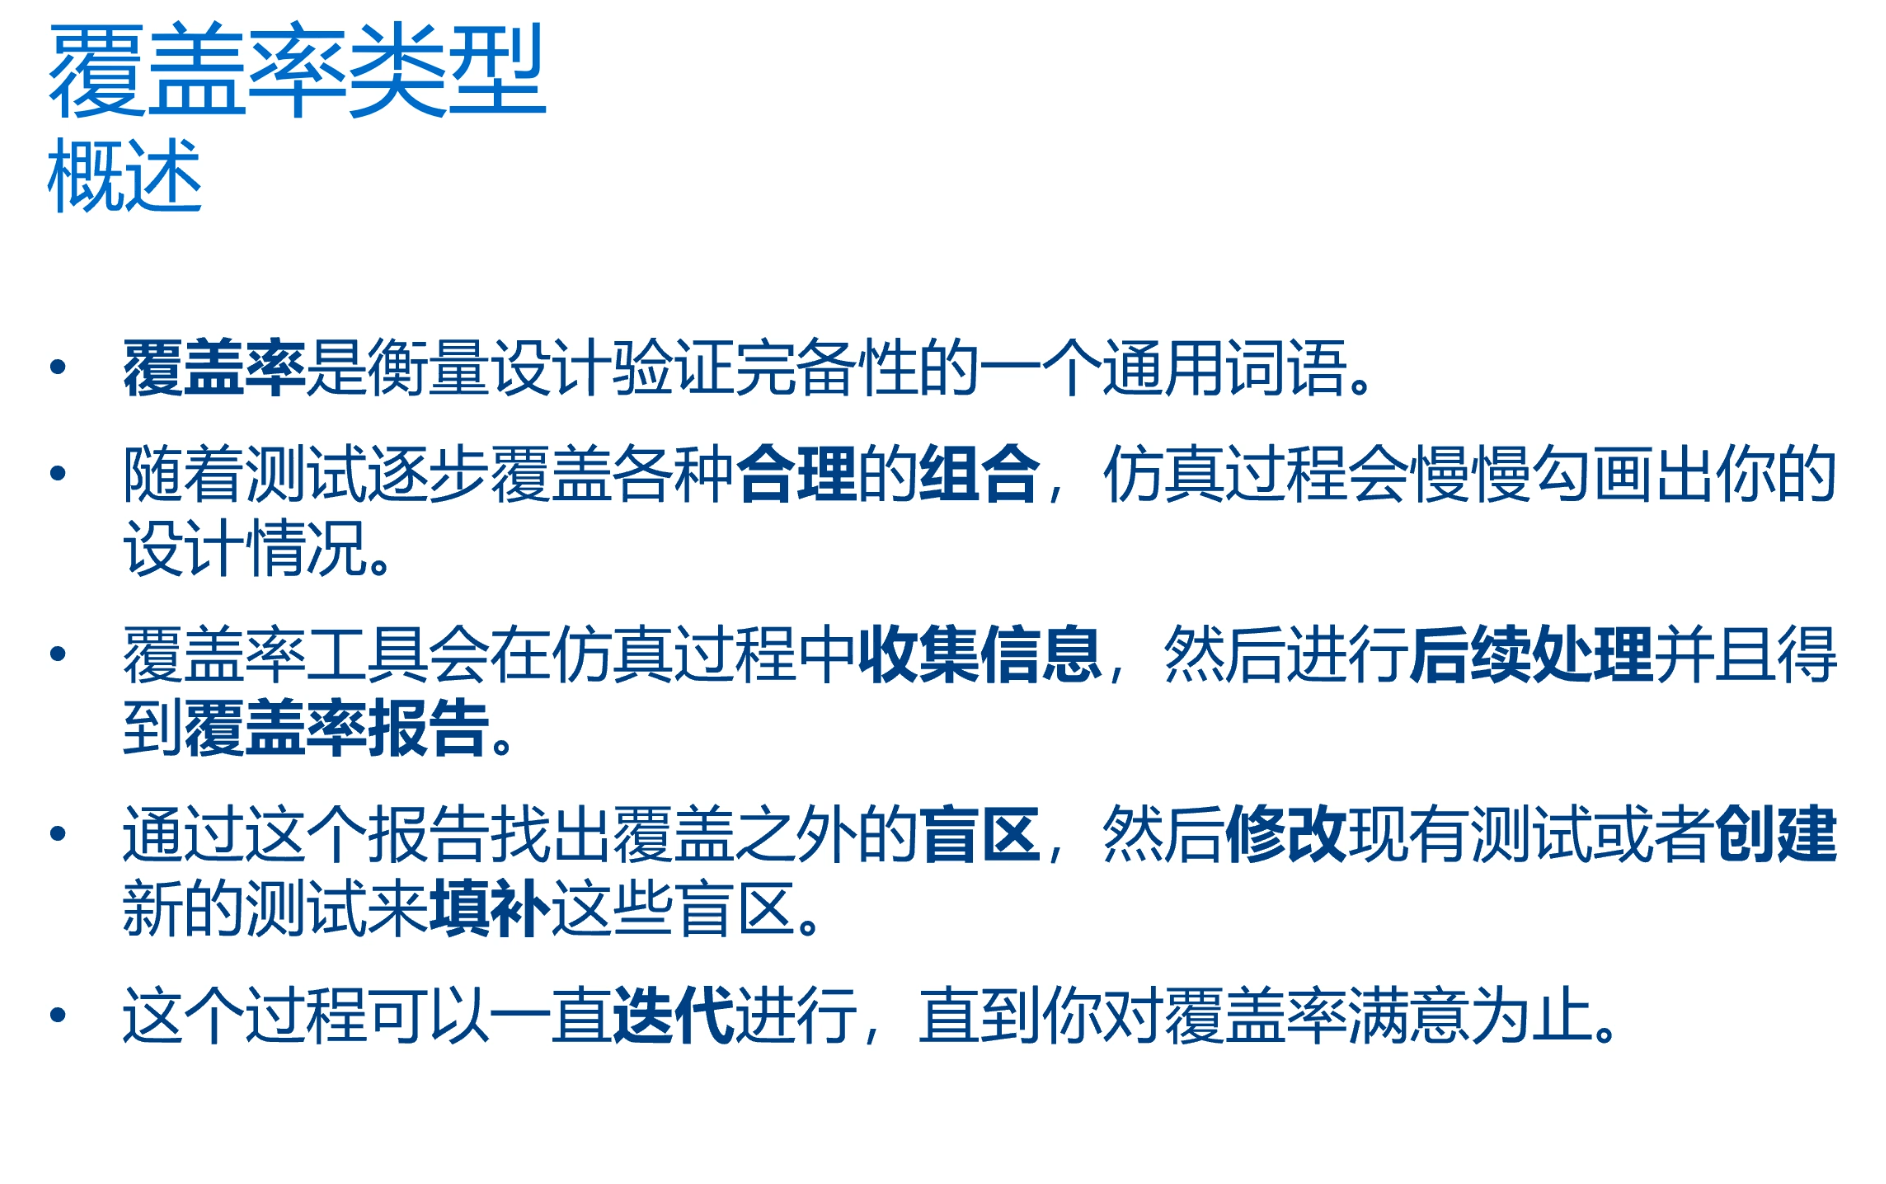 覆盖率类型
概述
• 覆盖率是衡量设计验证完备性的一个通用词语。
• 随着测试逐步覆盖各种合理的组合，仿真过程会慢慢勾画出你的
设计情况。
• 覆盖率工具会在仿真过程中收集信息，然后进行后续处理并且得
到覆盖率报告。
• 通过这个报告找出覆盖之外的盲区，然后修改现有测试或者创建
新的测试来填补这些盲区。
• 这个过程可以一直迭代进行，直到你对覆盖率满意为止。